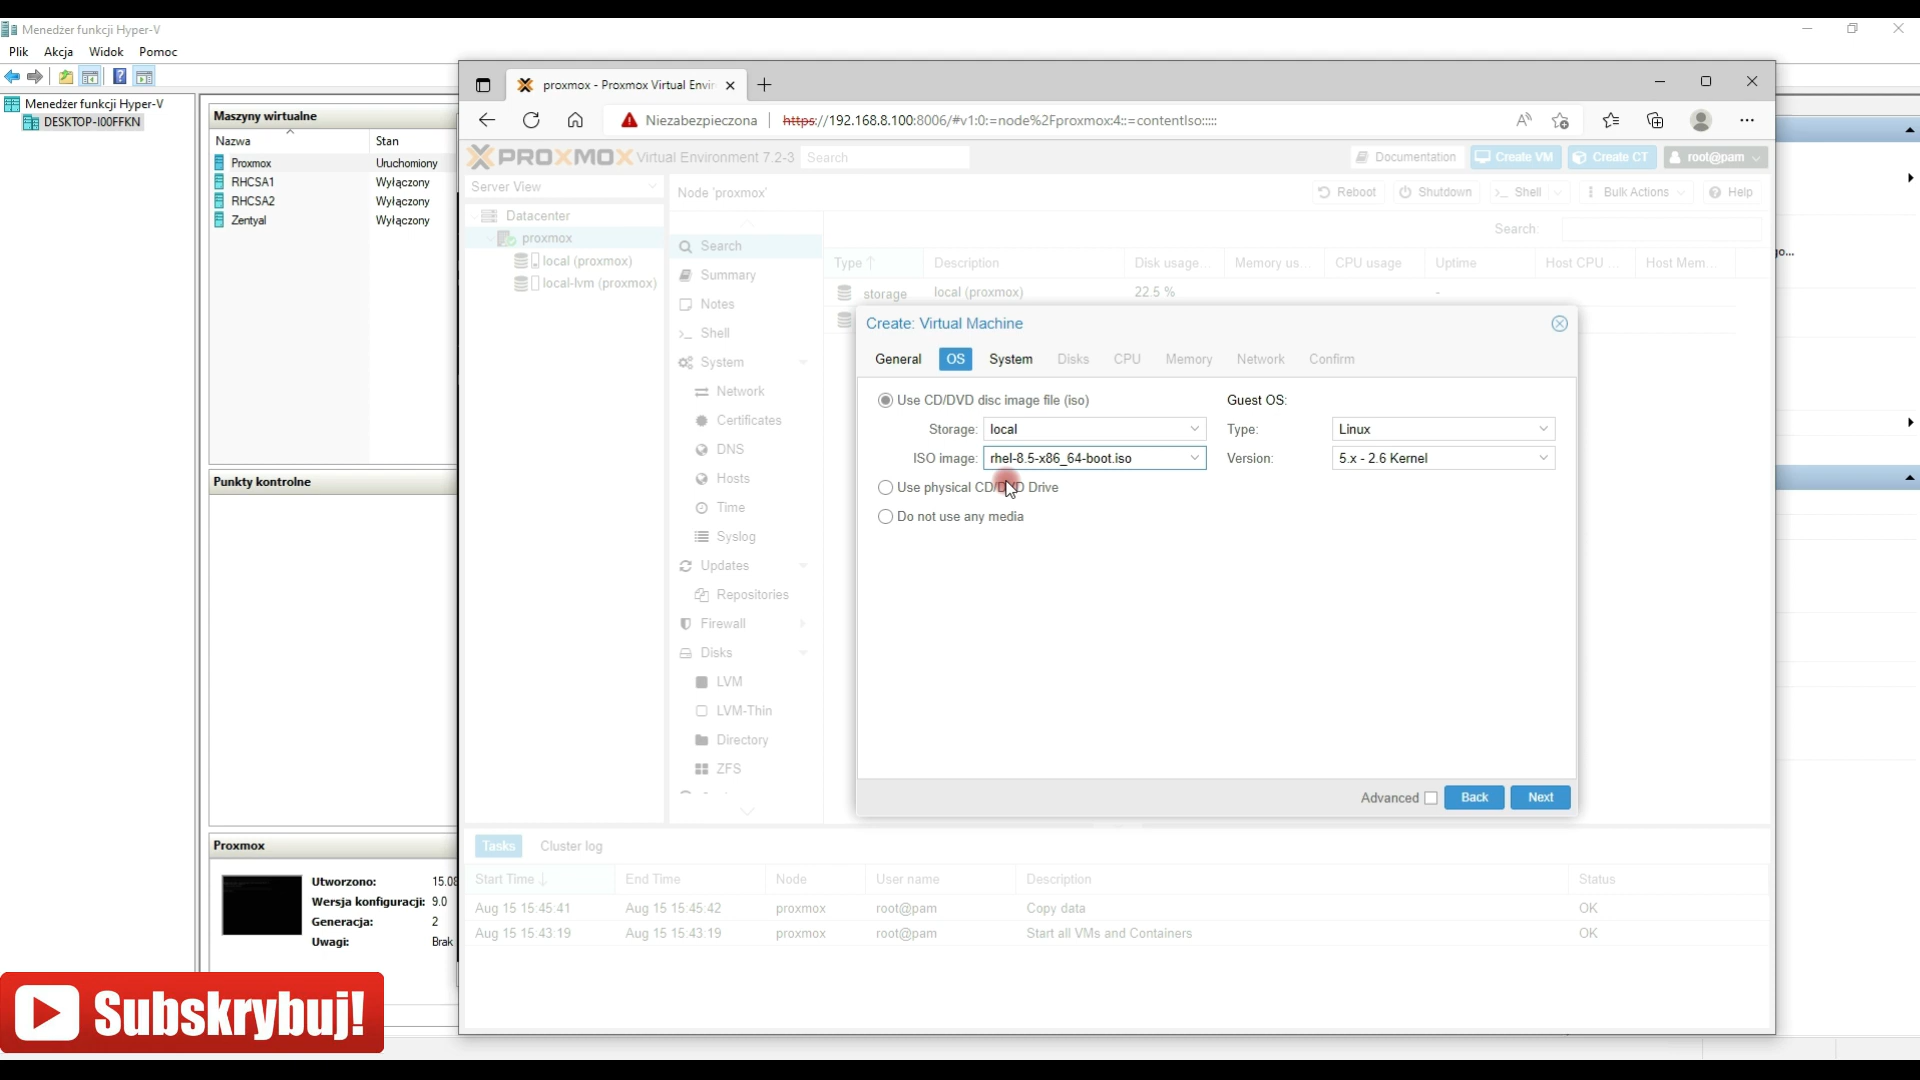 Menedżer funkcji Hyper-V
Plik Akcja Widok Pomoc
Menedżer funkcji Hyper-V
DESKTOP-I00FFKN
Maszyny wirtualne
Nazwa Stan
Proxmox Uruchomiony
RHCSA1 Wyłączony
RHCSA2 Wyłączony
Zentyal Wyłączony
Punkty kontrolne
Proxmox
Utworzono: 15.08
Wersja konfiguracji: 9.0
Generacja: 2
Uwagi: Brak
Subskrybuj!
proxmox - Proxmox Virtual Envir
Niezabezpieczona https://192.168.8.100:8006/#v1:0:=node%2Fproxmox:4::=contentIso:::::
PROXMOX Virtual Environment 7.2-3 Search
Documentation Create VM Create CT root@pam
Server View
Datacenter
proxmox
local (proxmox)
local-lvm (proxmox)
Node 'proxmox'
Reboot Shutdown Shell Bulk Actions Help
Search
Summary
Notes
Shell
System
Network
Certificates
DNS
Hosts
Time
Syslog
Updates
Repositories
Firewall
Disks
LVM
LVM-Thin
Directory
ZFS
Search:
Type Description Disk usage... Memory us... CPU usage Uptime Host CPU ... Host Mem...
storage local (proxmox) 22.5 % -
Create: Virtual Machine
General OS System Disks CPU Memory Network Confirm
Use CD/DVD disc image file (iso)
Storage: local
ISO image: rhel-8.5-x86_64-boot.iso
Use physical CD/DVD Drive
Do not use any media
Guest OS:
Type: Linux
Version: 5.x - 2.6 Kernel
Advanced Back Next
Tasks Cluster log
Start Time End Time Node User name Description Status
Aug 15 15:45:41 Aug 15 15:45:42 proxmox root@pam Copy data OK
Aug 15 15:43:19 Aug 15 15:43:19 proxmox root@pam Start all VMs and Containers OK